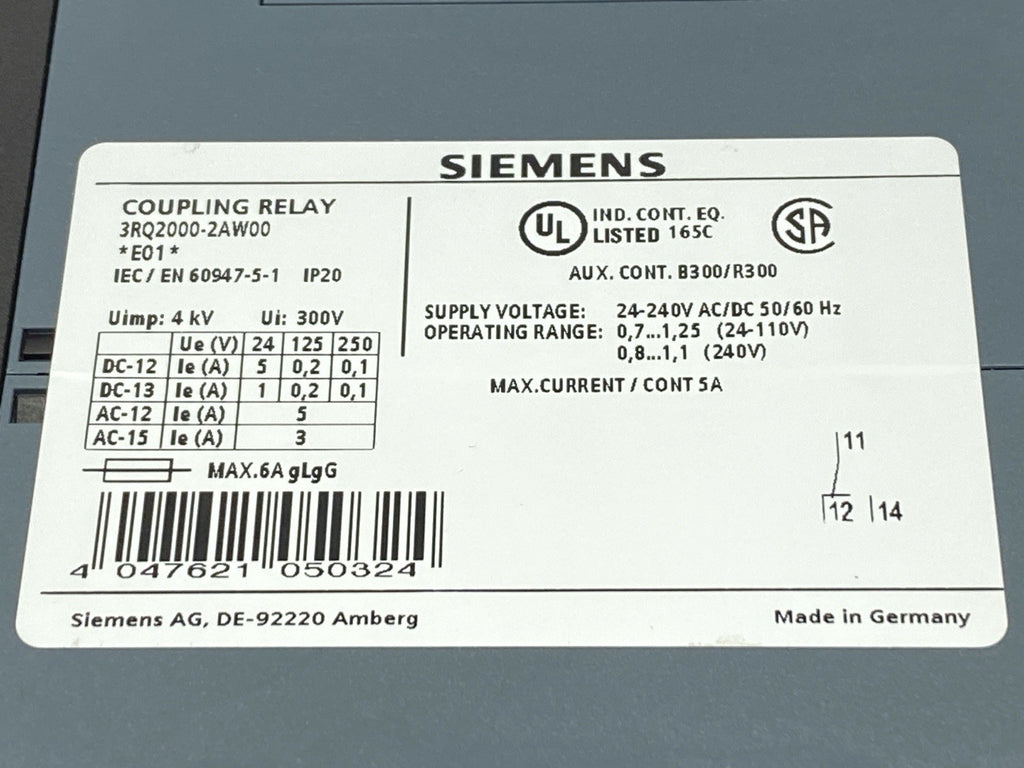 SIEMENS
COUPLING RELAY
3RQ2000-2AW00
*E01*
IEC / EN 60947-5-1 IP20
Uimp: 4 kV Ui: 300V
Ue (V) 24 125 250
DC-12 Ie (A) 5 0,2 0,1
DC-13 Ie (A) 1 0,2 0,1
AC-12 Ie (A) 5
AC-15 Ie (A) 3
MAX.6A gLgG
4 047621 050324
UL IND. CONT. EQ.
LISTED 165C
SA
AUX. CONT. B300/R300
SUPPLY VOLTAGE: 24-240V AC/DC 50/60 Hz
OPERATING RANGE: 0,7...1,25 (24-110V)
0,8...1,1 (240V)
MAX.CURRENT / CONT 5A
11
12 14
Siemens AG, DE-92220 Amberg
Made in Germany